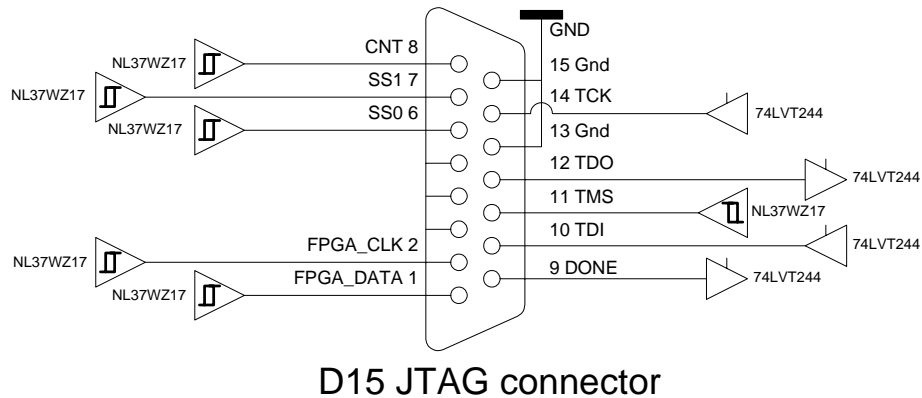 GND
CNT 8
NL37WZ17
15 Gnd
SS1 7
NL37WZ17
14 TCK
74LVT244
SS0 6
NL37WZ17
13 Gnd
12 TDO
74LVT244
11 TMS
NL37WZ17
10 TDI
74LVT244
FPGA_CLK 2
NL37WZ17
9 DONE
74LVT244
FPGA_DATA 1
NL37WZ17
D15 JTAG connector